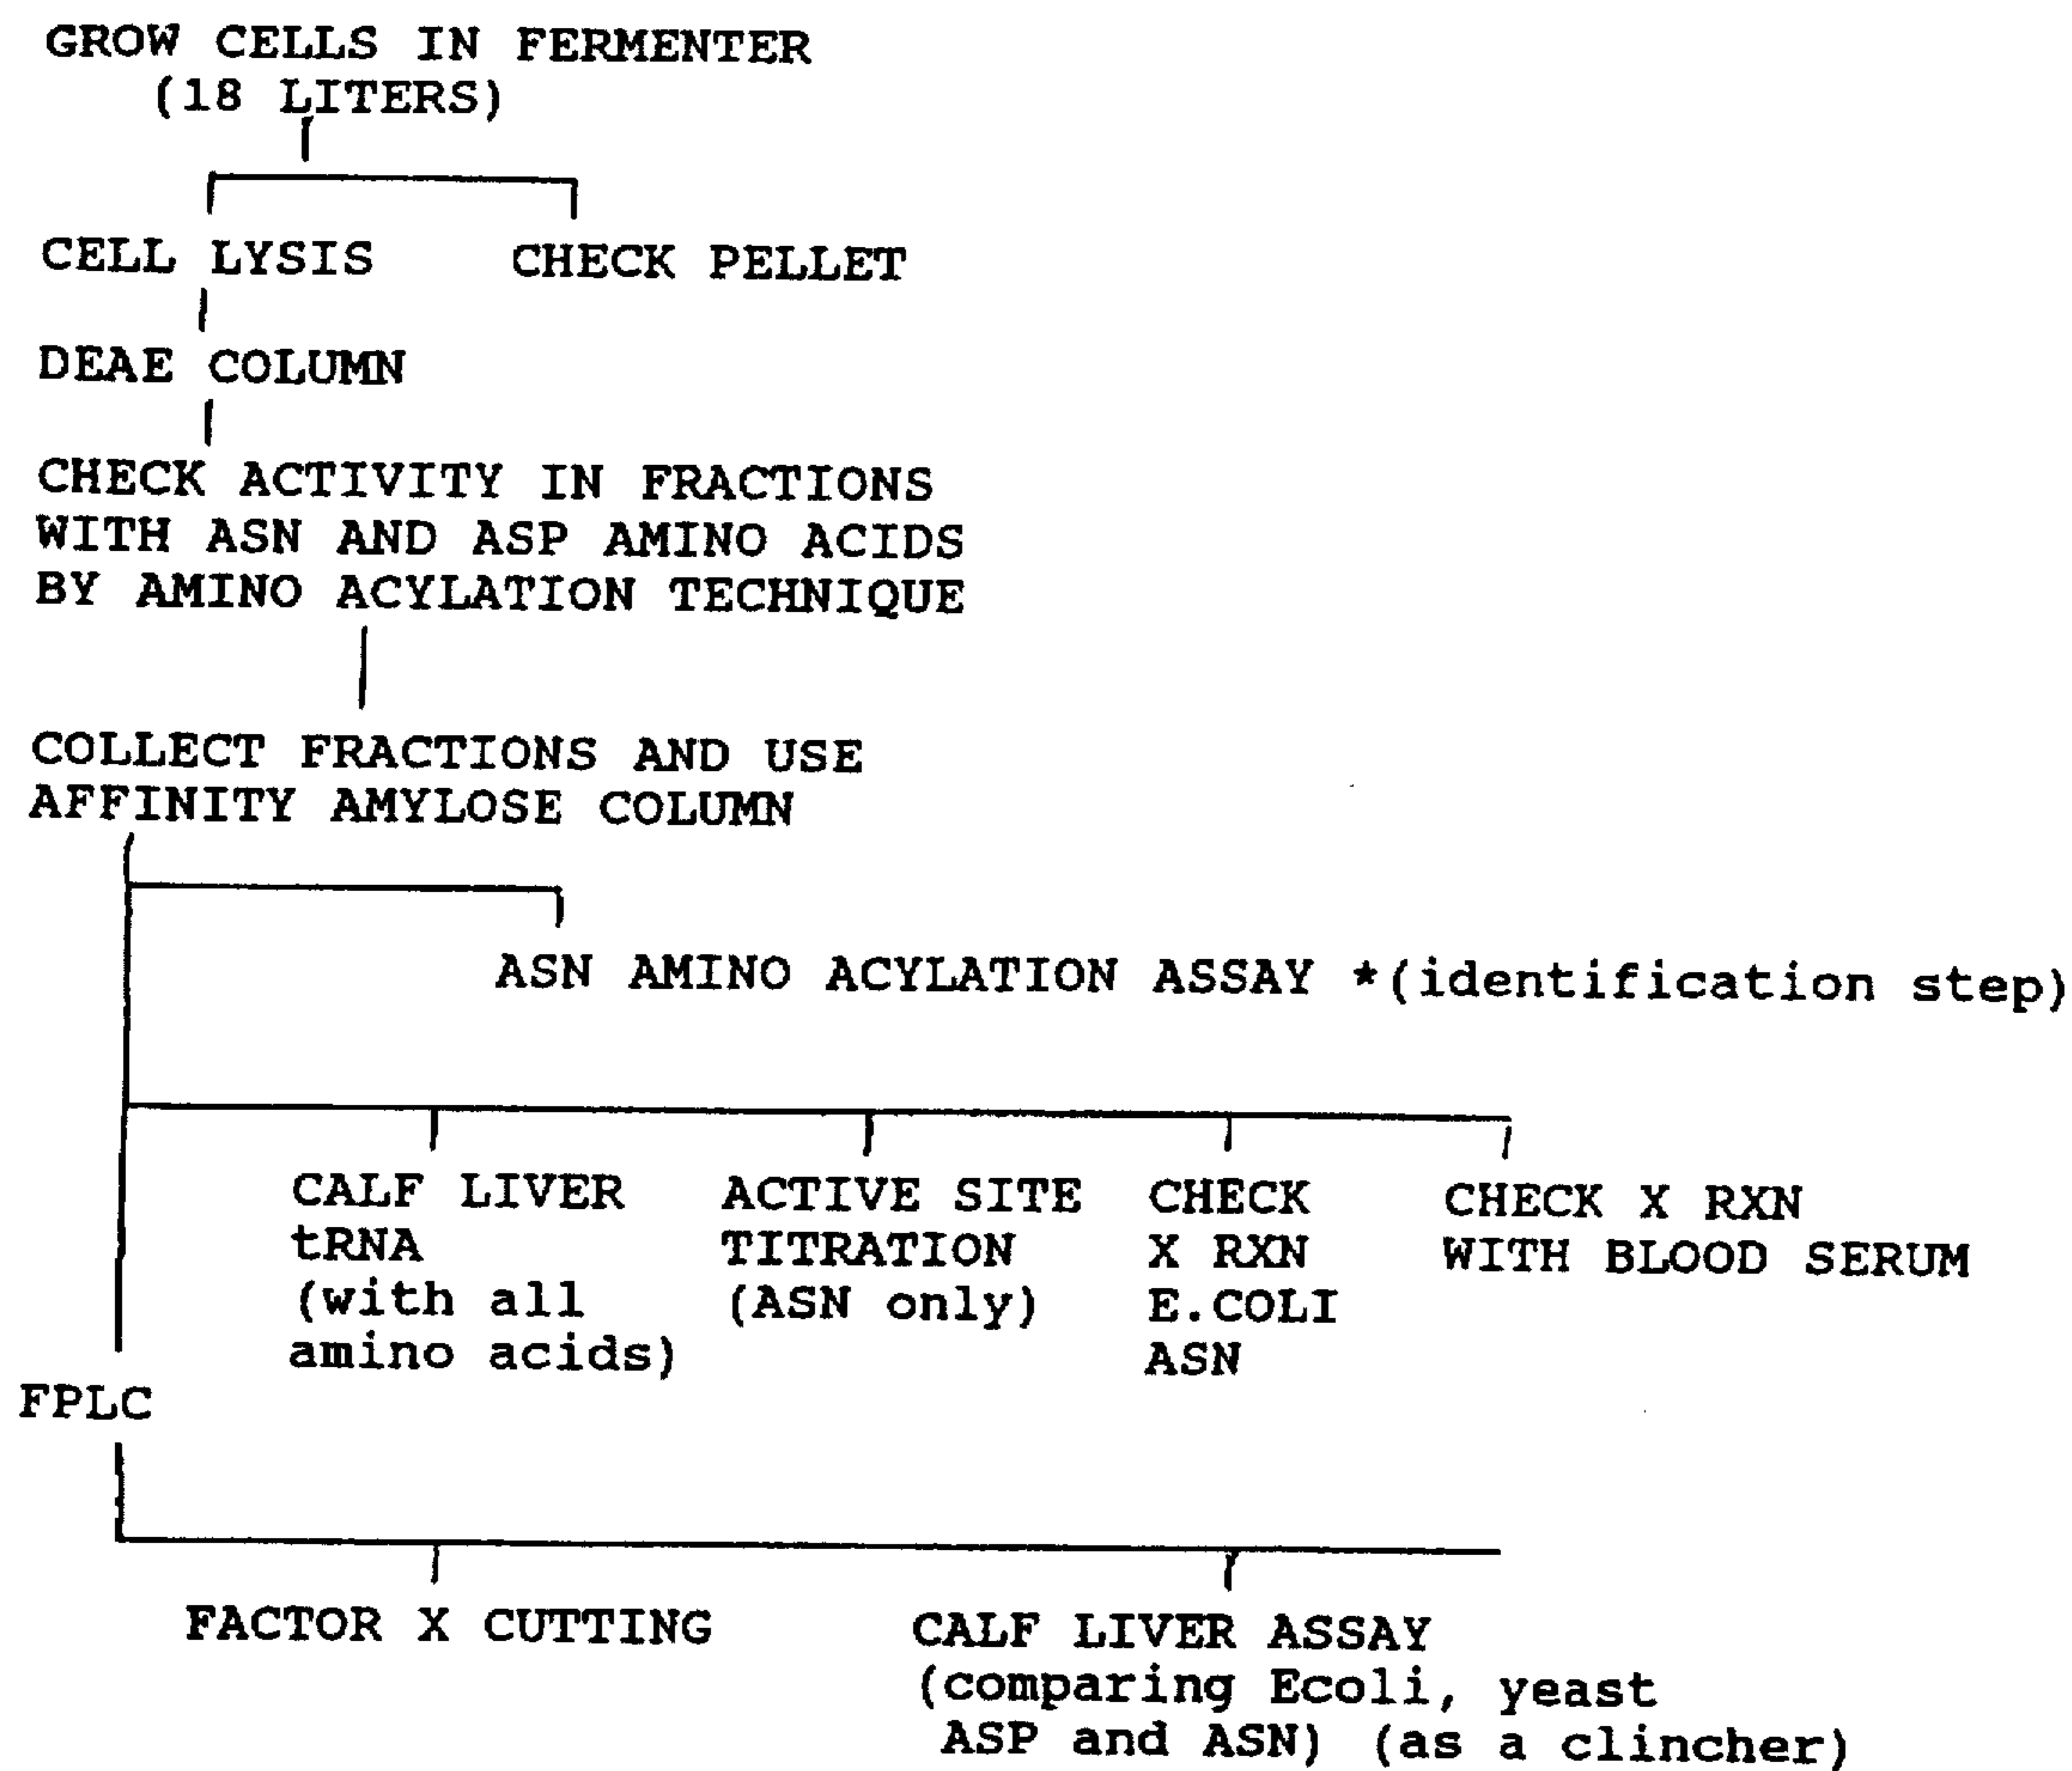 GROW CELLS IN FERMENTER
(18 LITERS)
CELL LYSIS
CHECK PELLET
DEAE COLUMN
CHECK ACTIVITY IN FRACTIONS
WITH ASN AND ASP AMINO ACIDS
BY AMINO ACYLATION TECHNIQUE
COLLECT FRACTIONS AND USE
AFFINITY AMYLOSE COLUMN
ASN AMINO ACYLATION ASSAY *(identification step)
CALF LIVER
tRNA
(with all
amino acids)
ACTIVE SITE
TITRATION
(ASN only)
CHECK
X RXN
E.COLI
ASN
CHECK X RXN
WITH BLOOD SERUM
FPLC
FACTOR X CUTTING
CALF LIVER ASSAY
(comparing Ecoli, yeast
ASP and ASN) (as a clincher)